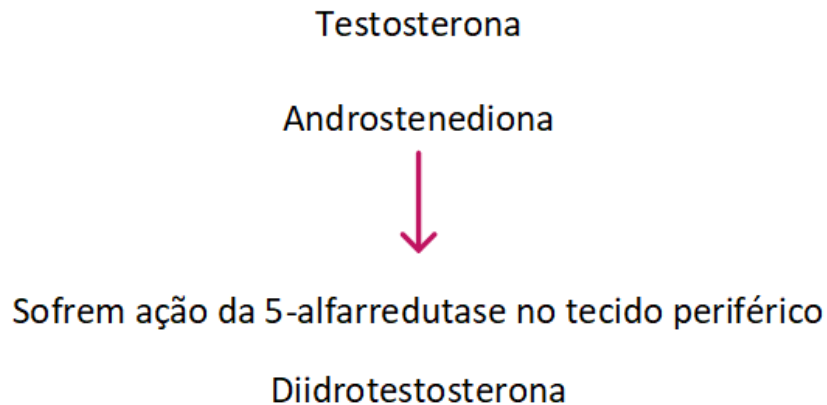 Testosterona
Androstenediona
Sofrem ação da 5-alfarredutase no tecido periférico
Diidrotestosterona